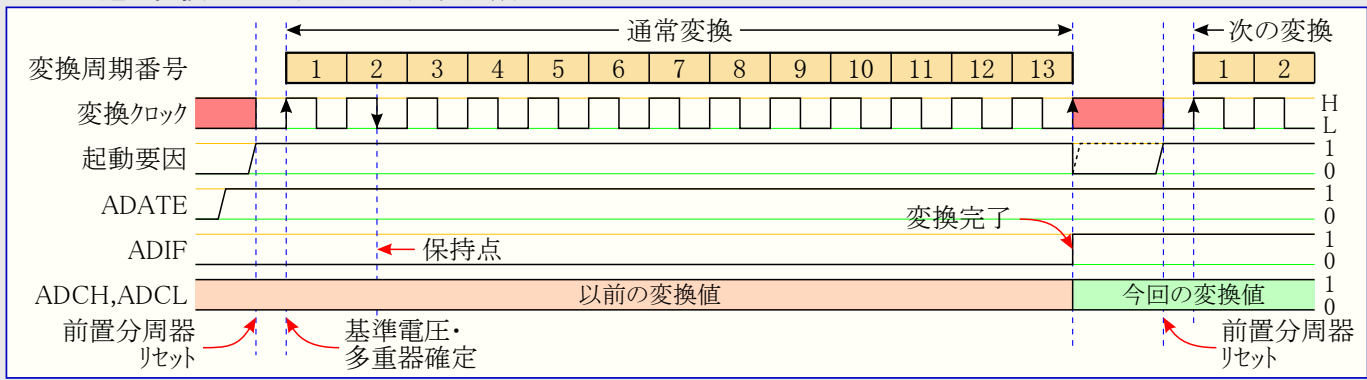 通常変換
次の変換
変換周期番号 1 2 3 4 5 6 7 8 9 10 11 12 13 1 2
変換クロック H L
起動要因 1 0
ADATE 1 0
変換完了
ADIF 1 0
保持点
ADCH,ADCL 以前の変換値 今回の変換値 1 0
前置分周器 基準電圧・ 前置分周器
リセット 多重器確定 リセット